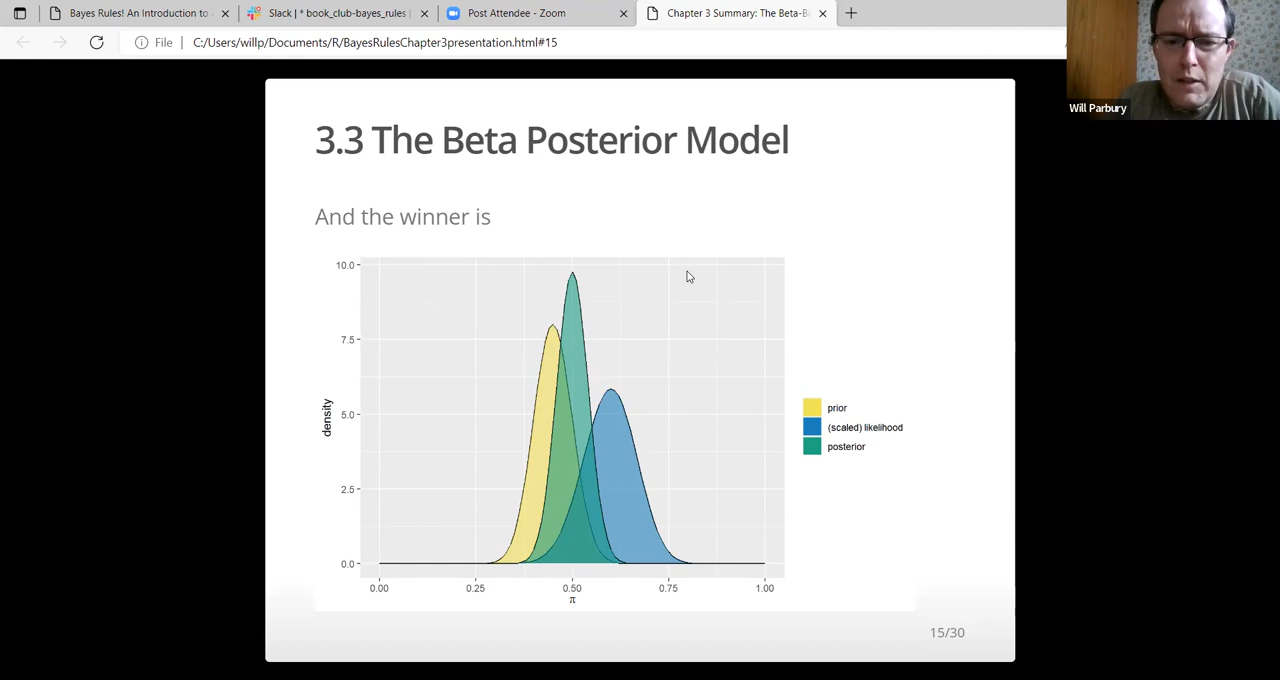 Bayes Rules! An Introduction to
Slack | * book_club-bayes_rules |
Post Attendee - Zoom
Chapter 3 Summary: The Beta-Bi
File
C:/Users/willp/Documents/R/BayesRulesChapter3presentation.html#15
Will Parbury
3.3 The Beta Posterior Model
And the winner is
10.0
7.5
5.0
2.5
0.0
density
0.00 0.25 0.50 0.75 1.00
π
prior
(scaled) likelihood
posterior
15/30